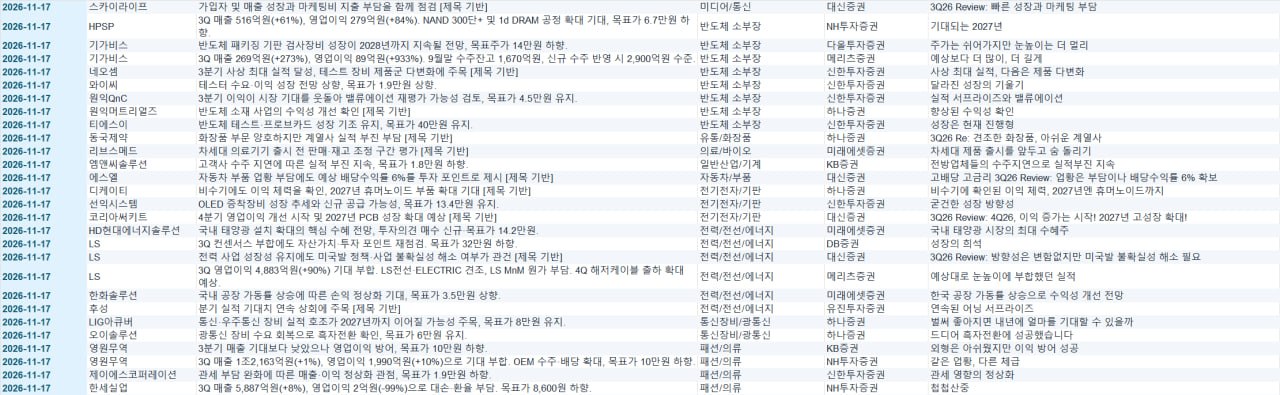 2026-11-17 스카이라이프 가입자 및 매출 성장과 마케팅비 지출 부담을 함께 점검 [제목 기반] 미디어/통신 대신증권 3Q26 Review: 빠른 성장과 마케팅 부담
2026-11-17 HPSP 3Q 매출 516억원(+61%), 영업이익 279억원(+84%). NAND 300단+ 및 1d DRAM 공정 확대 기대, 목표가 6.7만원 하향. 반도체 소부장 NH투자증권 기대되는 2027년
2026-11-17 기가비스 반도체 패키징 기판 검사장비 성장이 2028년까지 지속될 전망, 목표주가 14만원 하향. 반도체 소부장 다올투자증권 주가는 쉬어가지만 눈높이는 더 멀리
2026-11-17 기가비스 3Q 매출 269억원(+273%), 영업이익 89억원(+933%). 9월말 수주잔고 1,670억원, 신규 수주 반영 시 2,900억원 수준. 반도체 소부장 메리츠증권 예상보다 더 많이, 더 길게
2026-11-17 네오셈 3분기 사상 최대 실적 달성, 테스트 장비 제품군 다변화에 주목 [제목 기반] 반도체 소부장 신한투자증권 사상 최대 실적, 다음은 제품 다변화
2026-11-17 와이씨 테스터 수요·이익 성장 전망 상향, 목표가 1.9만원 상향. 반도체 소부장 신한투자증권 달라진 성장의 기울기
2026-11-17 원익QnC 3분기 이익이 시장 기대를 웃돌아 밸류에이션 재평가 가능성 검토, 목표가 4.5만원 유지. 반도체 소부장 신한투자증권 실적 서프라이즈와 밸류에이션
2026-11-17 원익머트리얼즈 반도체 소재 사업의 수익성 개선 확인 [제목 기반] 반도체 소부장 하나증권 향상된 수익성 확인
2026-11-17 티에스이 반도체 테스트·프로브카드 성장 기조 유지, 목표가 40만원 유지. 반도체 소부장 신한투자증권 성장은 현재 진행형
2026-11-17 동국제약 화장품 부문 양호하지만 계열사 실적 부진 부담 [제목 기반] 유통/화장품 하나증권 3Q26 Re: 견조한 화장품, 아쉬운 계열사
2026-11-17 리브스메드 차세대 의료기기 출시 전 판매·재고 조정 구간 평가 [제목 기반] 의료/바이오 미래에셋증권 차세대 제품 출시를 앞두고 숨 돌리기
2026-11-17 엠앤씨솔루션 고객사 수주 지연에 따른 실적 부진 지속, 목표가 1.8만원 하향. 일반산업/기계 KB증권 전방업체들의 수주지연으로 실적부진 지속
2026-11-17 에스엘 자동차 부품 업황 부담에도 예상 배당수익률 6%를 투자 포인트로 제시 [제목 기반] 자동차/부품 대신증권 고배당 고금리 3Q26 Review: 업황은 부담이나 배당수익률 6% 확보
2026-11-17 디케이티 비수기에도 이익 체력을 확인, 2027년 휴머노이드 부품 확대 기대 [제목 기반] 전기전자/기판 하나증권 비수기에 확인된 이익 체력, 2027년엔 휴머노이드까지
2026-11-17 선익시스템 OLED 증착장비 성장 추세와 신규 공급 가능성, 목표가 13.4만원 유지. 전기전자/기판 신한투자증권 굳건한 성장 방향성
2026-11-17 코리아써키트 4분기 영업이익 개선 시작 및 2027년 PCB 성장 확대 예상 [제목 기반] 전기전자/기판 대신증권 3Q26 Review: 4Q26, 이익 증가는 시작! 2027년 고성장 확대!
2026-11-17 HD현대에너지솔루션 국내 태양광 설치 확대의 핵심 수혜 전망, 투자의견 매수 신규·목표가 14.2만원. 전력/전선/에너지 미래에셋증권 국내 태양광 시장의 최대 수혜주
2026-11-17 LS 3Q 컨센서스 부합에도 자산가치·투자 포인트 재점검. 목표가 32만원 하향. 전력/전선/에너지 DB증권 성장의 희석
2026-11-17 LS 전력 사업 성장성 유지에도 미국발 정책·사업 불확실성 해소 여부가 관건 [제목 기반] 전력/전선/에너지 대신증권 3Q26 Review: 방향성은 변함없지만 미국발 불확실성 해소 필요
2026-11-17 LS 3Q 영업이익 4,883억원(+90%) 기대 부합. LS전선·ELECTRIC 견조, LS MnM 원가 부담. 4Q 해저케이블 출하 확대 예상. 전력/전선/에너지 메리츠증권 예상대로 눈높이에 부합했던 실적
2026-11-17 한화솔루션 국내 공장 가동률 상승에 따른 손익 정상화 기대, 목표가 3.5만원 상향. 전력/전선/에너지 미래에셋증권 한국 공장 가동률 상승으로 수익성 개선 전망
2026-11-17 후성 분기 실적 기대치 연속 상회에 주목 [제목 기반] 전력/전선/에너지 유진투자증권 연속된 어닝 서프라이즈
2026-11-17 LIG아큐버 통신·우주통신 장비 실적 호조가 2027년까지 이어질 가능성 주목, 목표가 8만원 유지. 통신장비/광통신 하나증권 벌써 좋아지면 내년에 얼마를 기대할 수 있을까
2026-11-17 오이솔루션 광통신 장비 수요 회복으로 흑자전환 확인, 목표가 6만원 유지. 통신장비/광통신 하나증권 드디어 흑자전환에 성공했습니다
2026-11-17 영원무역 3분기 매출 기대보다 낮았으나 영업이익 방어, 목표가 10만원 하향. 패션/의류 KB증권 외형은 아쉬웠지만 이익 방어 성공
2026-11-17 영원무역 3Q 매출 1조2,163억원(+1%), 영업이익 1,990억원(+10%)으로 기대 부합. OEM 수주·배당 확대, 목표가 10만원 하향. 패션/의류 NH투자증권 같은 업황, 다른 체급
2026-11-17 제이에스코퍼레이션 관세 부담 완화에 따른 매출·이익 정상화 관점, 목표가 1.9만원 하향. 패션/의류 신한투자증권 관세 영향의 정상화
2026-11-17 한세실업 3Q 매출 5,887억원(+8%), 영업이익 2억원(-99%)으로 대손·환율 부담. 목표가 8,600원 하향. 패션/의류 NH투자증권 첩첩산중